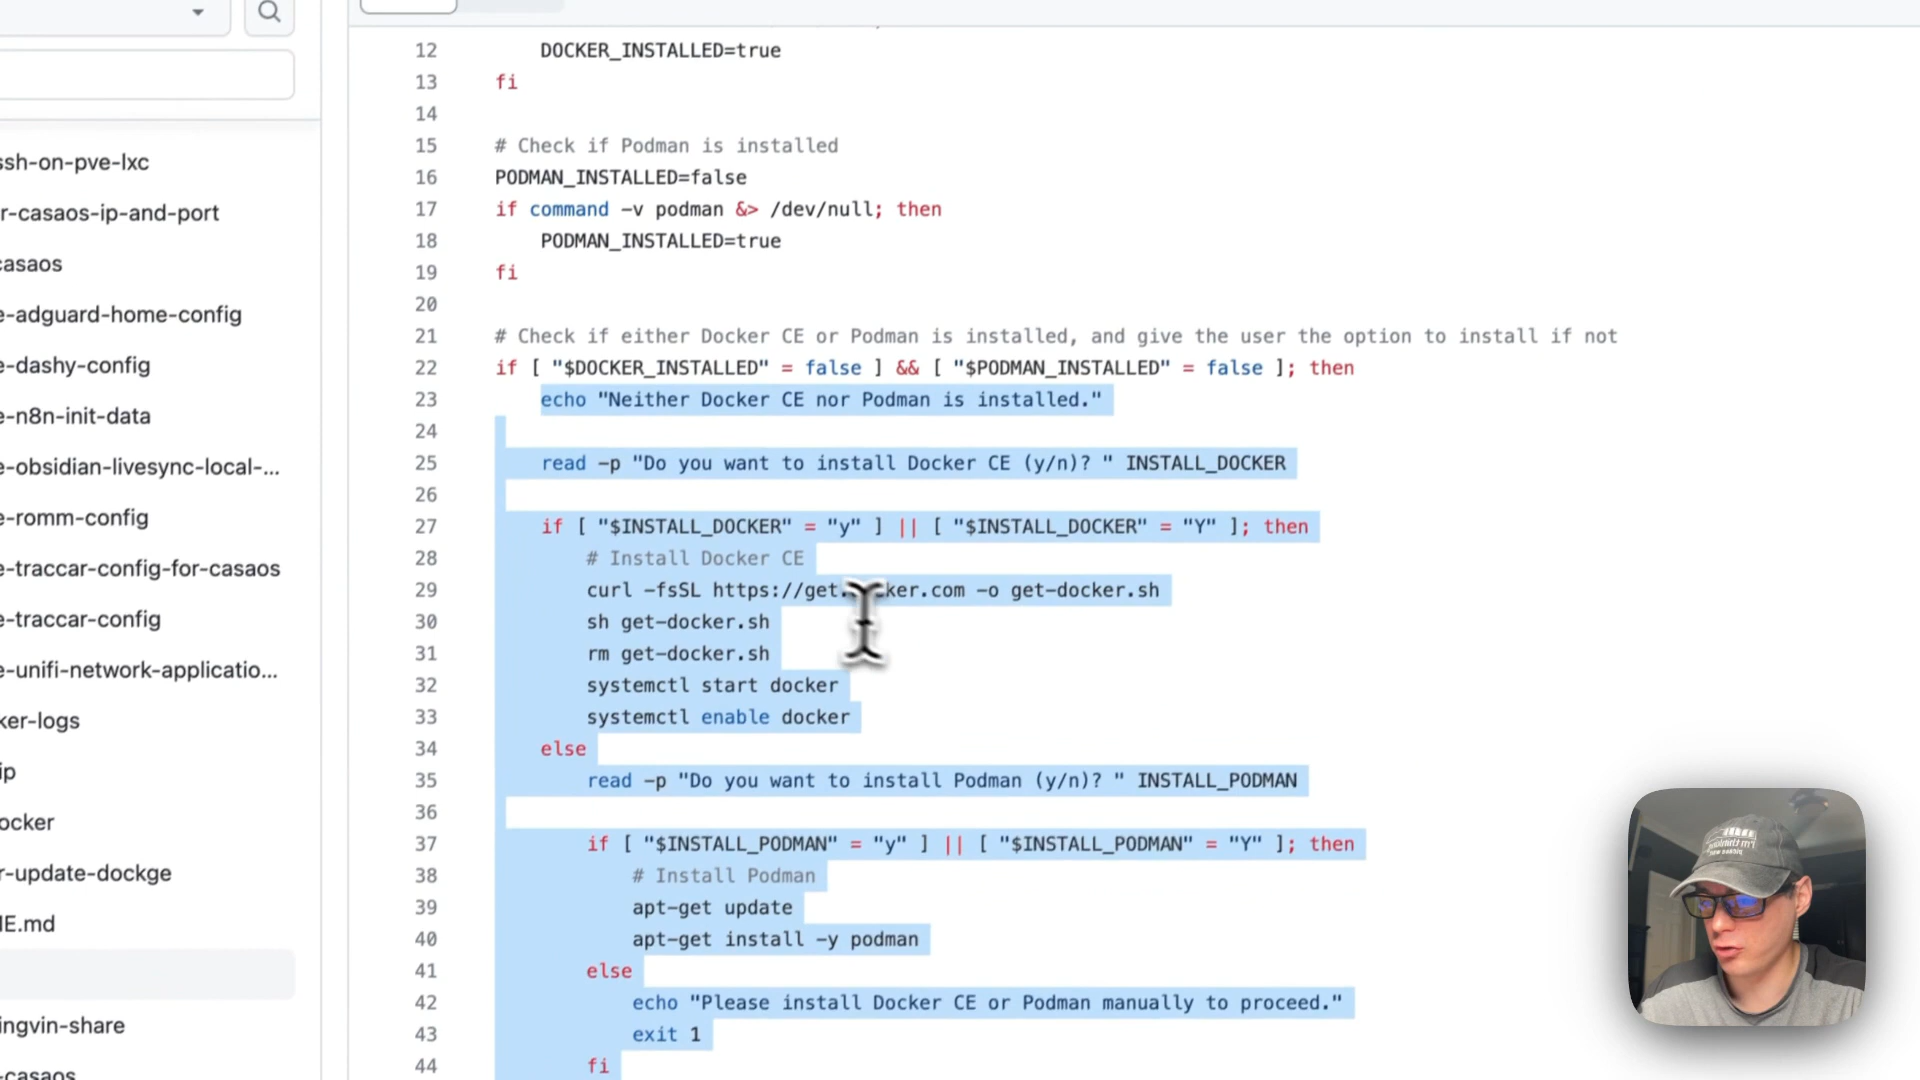 ssh-on-pve-lxc
r-casaos-ip-and-port
casaos
e-adguard-home-config
e-dashy-config
e-n8n-init-data
e-obsidian-livesync-local-...
e-romm-config
e-traccar-config-for-casaos
e-traccar-config
e-unifi-network-applicatio...
ker-logs
ip
ocker
r-update-dockge
IE.md
ingvin-share
-casaos
12 DOCKER_INSTALLED=true
13 fi
14
15 # Check if Podman is installed
16 PODMAN_INSTALLED=false
17 if command -v podman &> /dev/null; then
18 PODMAN_INSTALLED=true
19 fi
20
21 # Check if either Docker CE or Podman is installed, and give the user the option to install if not
22 if [ "$DOCKER_INSTALLED" = false ] && [ "$PODMAN_INSTALLED" = false ]; then
23 echo "Neither Docker CE nor Podman is installed."
24
25 read -p "Do you want to install Docker CE (y/n)? " INSTALL_DOCKER
26
27 if [ "$INSTALL_DOCKER" = "y" ] || [ "$INSTALL_DOCKER" = "Y" ]; then
28 # Install Docker CE
29 curl -fsSL https://get. ker.com -o get-docker.sh
30 sh get-docker.sh
31 rm get-docker.sh
32 systemctl start docker
33 systemctl enable docker
34 else
35 read -p "Do you want to install Podman (y/n)? " INSTALL_PODMAN
36
37 if [ "$INSTALL_PODMAN" = "y" ] || [ "$INSTALL_PODMAN" = "Y" ]; then
38 # Install Podman
39 apt-get update
40 apt-get install -y podman
41 else
42 echo "Please install Docker CE or Podman manually to proceed."
43 exit 1
44 fi